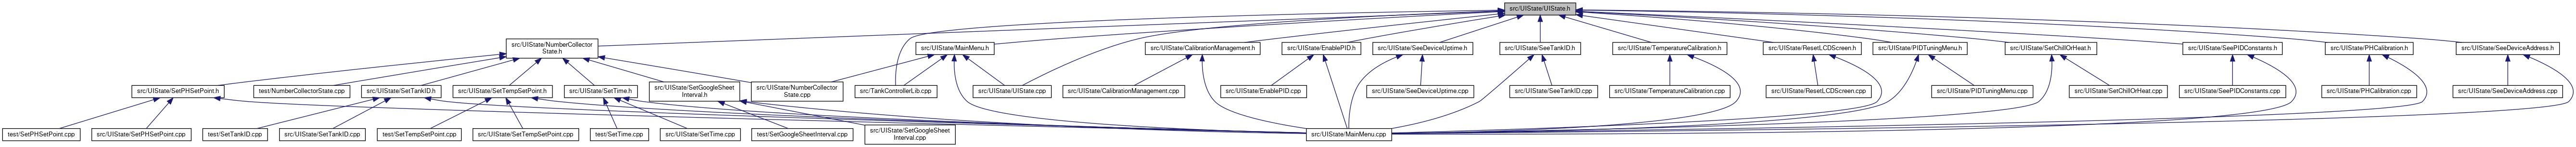 src/UIState/UIState.h
src/UIState/NumberCollector
State.h
src/UIState/MainMenu.h
src/UIState/CalibrationManagement.h
src/UIState/EnablePID.h
src/UIState/SeeDeviceUptime.h
src/UIState/SeeTankID.h
src/UIState/TemperatureCalibration.h
src/UIState/ResetLCDScreen.h
src/UIState/PIDTuningMenu.h
src/UIState/SetChillOrHeat.h
src/UIState/SeePIDConstants.h
src/UIState/PHCalibration.h
src/UIState/SeeDeviceAddress.h
src/UIState/SetPHSetPoint.h
test/NumberCollectorState.cpp
src/UIState/SetTankID.h
src/UIState/SetTempSetPoint.h
src/UIState/SetTime.h
src/UIState/SetGoogleSheet
Interval.h
src/UIState/NumberCollector
State.cpp
src/TankControllerLib.cpp
src/UIState/UIState.cpp
src/UIState/CalibrationManagement.cpp
src/UIState/EnablePID.cpp
src/UIState/SeeDeviceUptime.cpp
src/UIState/SeeTankID.cpp
src/UIState/TemperatureCalibration.cpp
src/UIState/ResetLCDScreen.cpp
src/UIState/PIDTuningMenu.cpp
src/UIState/SetChillOrHeat.cpp
src/UIState/SeePIDConstants.cpp
src/UIState/PHCalibration.cpp
src/UIState/SeeDeviceAddress.cpp
test/SetPHSetPoint.cpp
src/UIState/SetPHSetPoint.cpp
test/SetTankID.cpp
src/UIState/SetTankID.cpp
test/SetTempSetPoint.cpp
src/UIState/SetTempSetPoint.cpp
test/SetTime.cpp
src/UIState/SetTime.cpp
test/SetGoogleSheetInterval.cpp
src/UIState/SetGoogleSheet
Interval.cpp
src/UIState/MainMenu.cpp